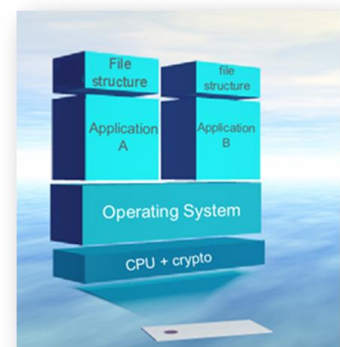 File
structure
file
structure
Application
A
Application
B
Operating System
CPU + crypto